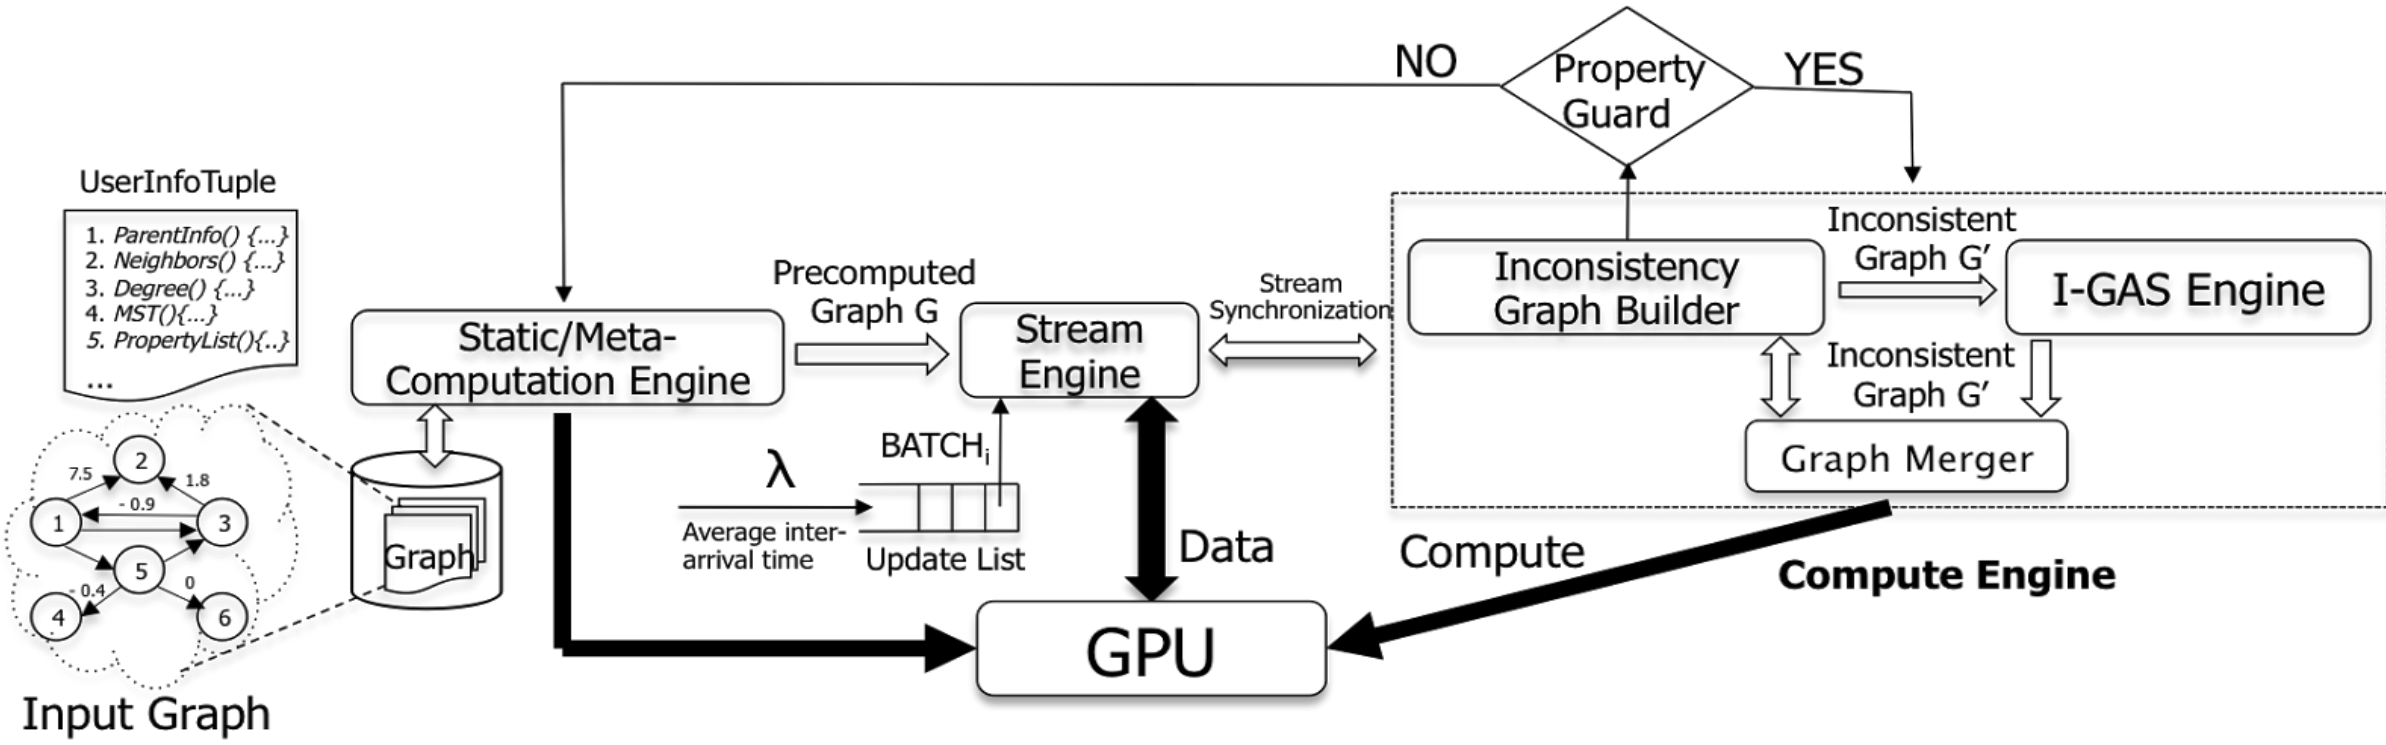 NO
Property
Guard
YES
UserInfoTuple
1. ParentInfo() {...}
2. Neighbors() {...}
3. Degree() {...}
4. MST(){...}
5. PropertyList(){..}
...
Static/Meta-
Computation Engine
Precomputed
Graph G
Stream
Engine
Stream
Synchronization
Inconsistency
Graph Builder
Inconsistent
Graph G’
I-GAS Engine
Inconsistent
Graph G’
Graph Merger
2
7.5
1.8
- 0.9
1
3
5
- 0.4
0
4
6
Input Graph
Graph
λ
Average inter-
arrival time
BATCHi
Update List
Data
Compute
Compute Engine
GPU